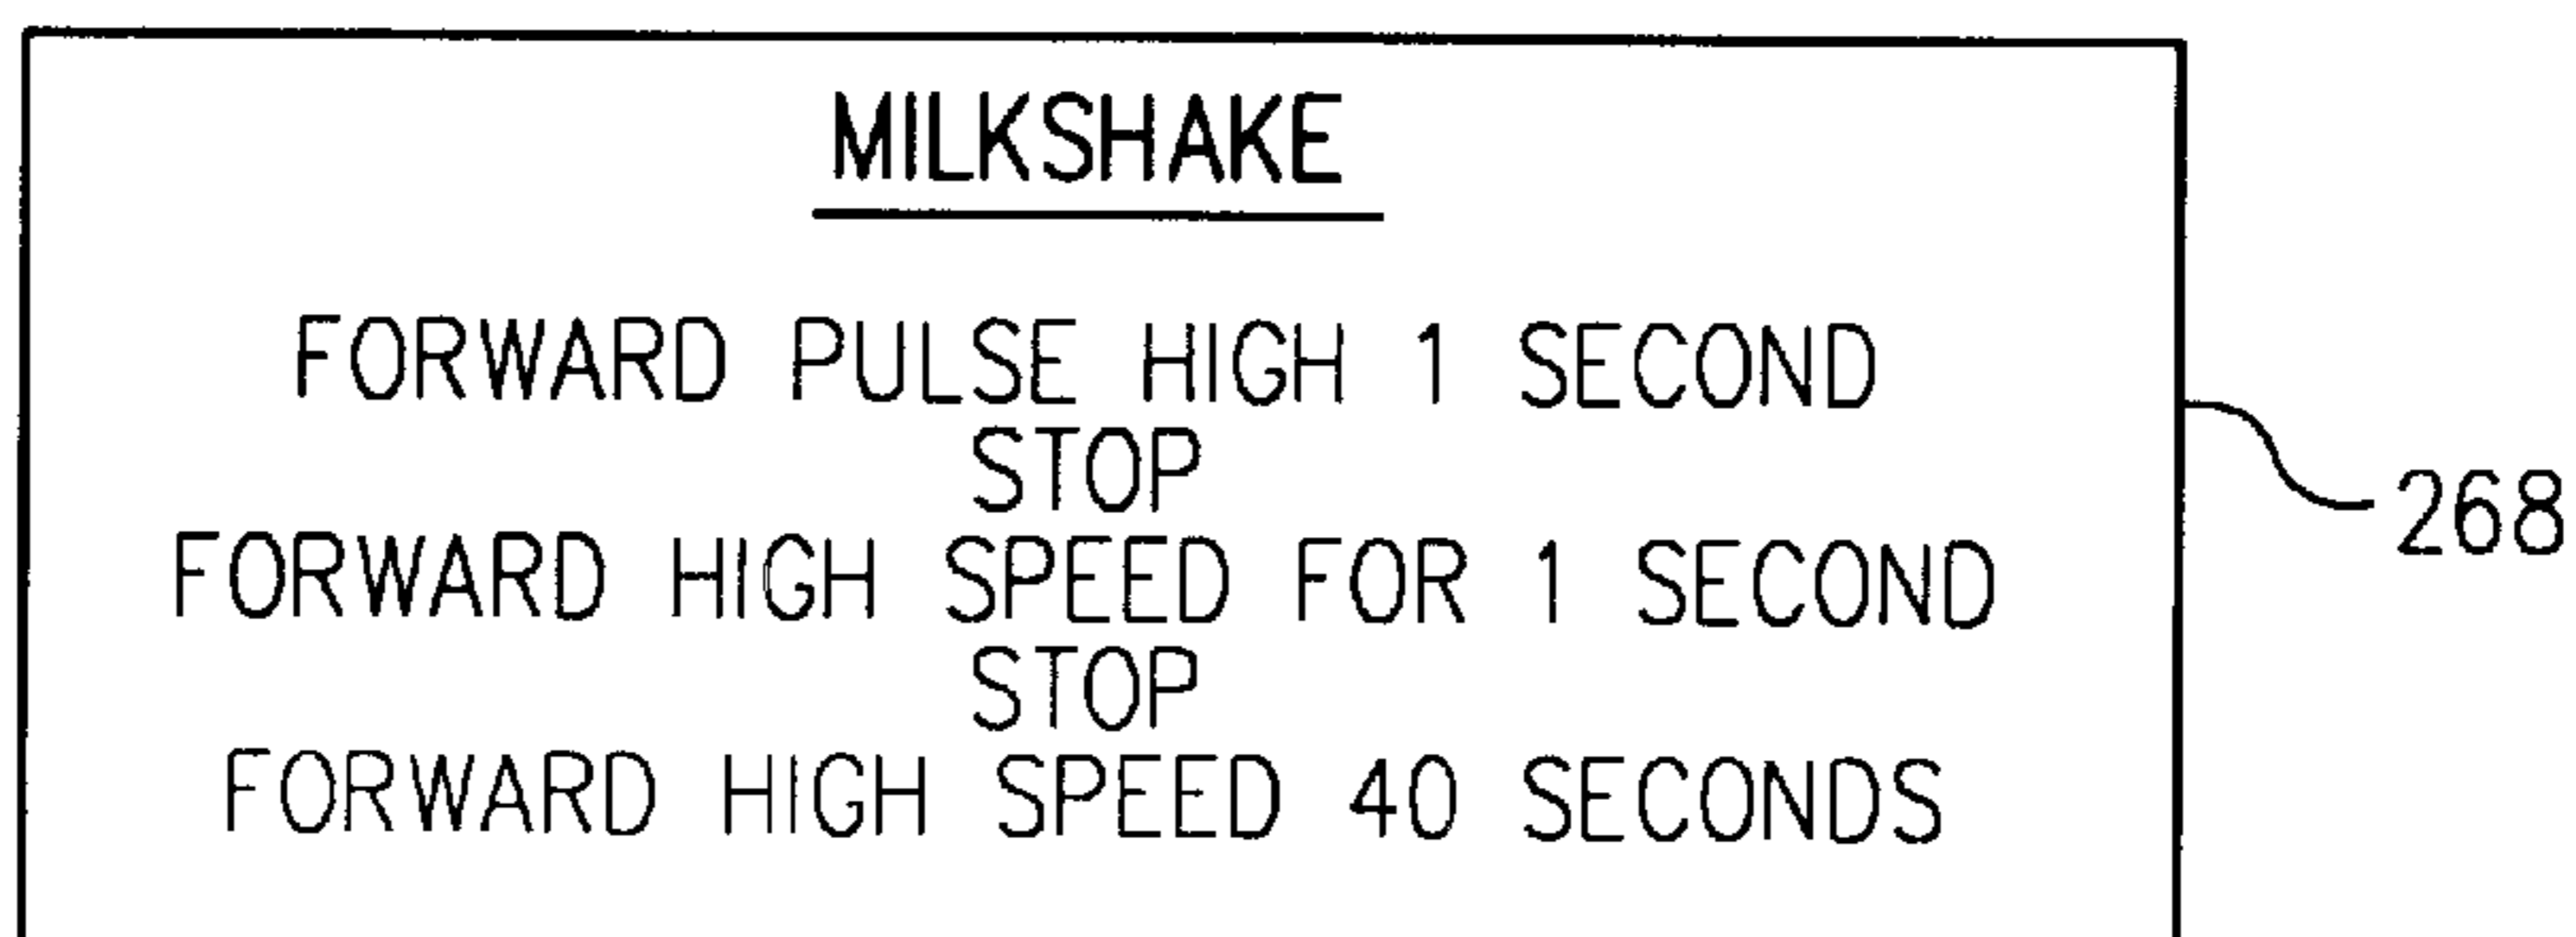 MILKSHAKE
FORWARD PULSE HIGH 1 SECOND
STOP
FORWARD HIGH SPEED FOR 1 SECOND
268
STOP
FORWARD HIGH SPEED 40 SECONDS